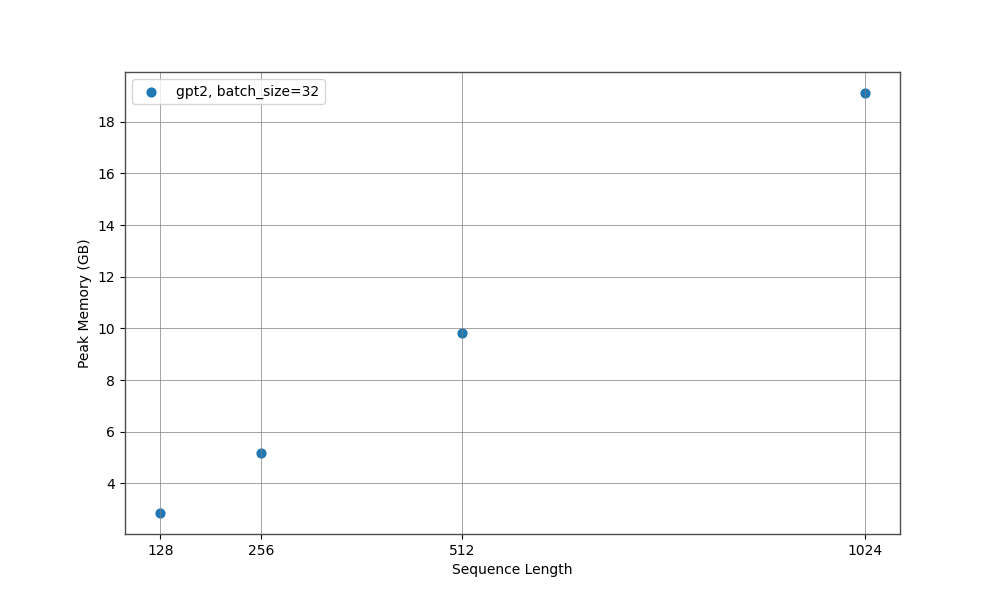 gpt2, batch_size=32
18
16
14
12
10
8
6
4
Peak Memory (GB)
128 256 512 1024
Sequence Length